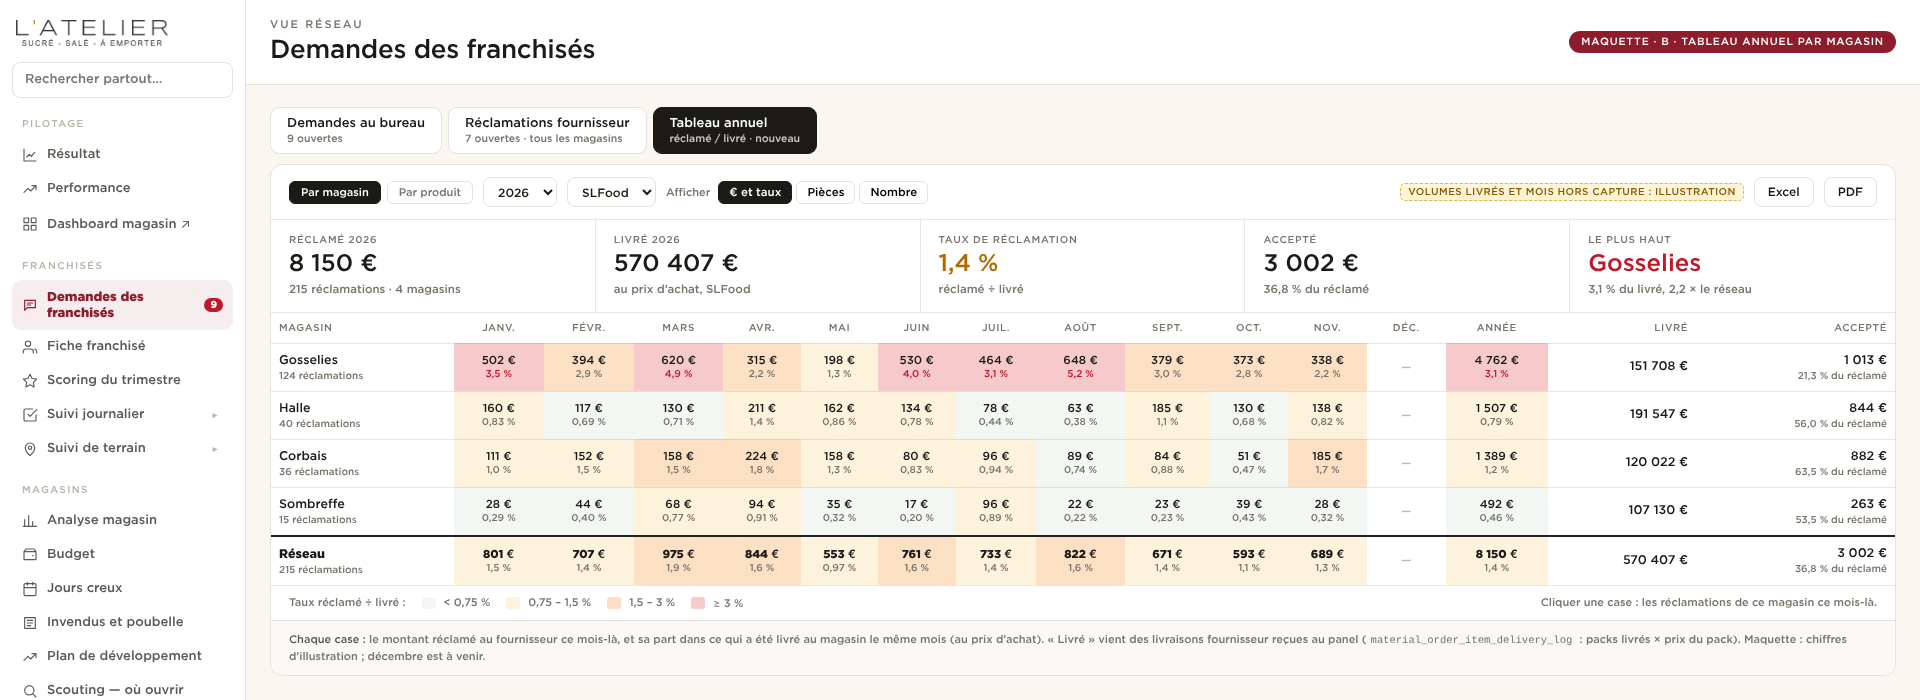 L'ATELIER
SUCRÉ - SALÉ - À EMPORTER
Rechercher partout...
PILOTAGE
Résultat
Performance
Dashboard magasin ↗
FRANCHISÉS
Demandes des
franchisés
9
Fiche franchisé
Scoring du trimestre
Suivi journalier ▸
Suivi de terrain ▸
MAGASINS
Analyse magasin
Budget
Jours creux
Invendus et poubelle
Plan de développement
Scouting — où ouvrir
VUE RÉSEAU
Demandes des franchisés
MAQUETTE · B · TABLEAU ANNUEL PAR MAGASIN
Demandes au bureau
9 ouvertes
Réclamations fournisseur
7 ouvertes · tous les magasins
Tableau annuel
réclamé / livré · nouveau
Par magasin Par produit 2026 SLFood Afficher € et taux Pièces Nombre VOLUMES LIVRÉS ET MOIS HORS CAPTURE : ILLUSTRATION Excel PDF
RÉCLAMÉ 2026
8 150 €
215 réclamations · 4 magasins
LIVRÉ 2026
570 407 €
au prix d'achat, SLFood
TAUX DE RÉCLAMATION
1,4 %
réclamé ÷ livré
ACCEPTÉ
3 002 €
36,8 % du réclamé
LE PLUS HAUT
Gosselies
3,1 % du livré, 2,2 × le réseau
MAGASIN JANV. FÉVR. MARS AVR. MAI JUIN JUIL. AOÛT SEPT. OCT. NOV. DÉC. ANNÉE LIVRÉ ACCEPTÉ
Gosselies 502 € 394 € 620 € 315 € 198 € 530 € 464 € 648 € 379 € 373 € 338 € — 4 762 € 151 708 € 1 013 €
124 réclamations 3,5 % 2,9 % 4,9 % 2,2 % 1,3 % 4,0 % 3,1 % 5,2 % 3,0 % 2,8 % 2,2 % 3,1 % 21,3 % du réclamé
Halle 160 € 117 € 130 € 211 € 162 € 134 € 78 € 63 € 185 € 130 € 138 € — 1 507 € 191 547 € 844 €
40 réclamations 0,83 % 0,69 % 0,71 % 1,4 % 0,86 % 0,78 % 0,44 % 0,38 % 1,1 % 0,68 % 0,82 % 0,79 % 56,0 % du réclamé
Corbais 111 € 152 € 158 € 224 € 158 € 80 € 96 € 89 € 84 € 51 € 185 € — 1 389 € 120 022 € 882 €
36 réclamations 1,0 % 1,5 % 1,5 % 1,8 % 1,3 % 0,83 % 0,94 % 0,74 % 0,88 % 0,47 % 1,7 % 1,2 % 63,5 % du réclamé
Sombreffe 28 € 44 € 68 € 94 € 35 € 17 € 96 € 22 € 23 € 39 € 28 € — 492 € 107 130 € 263 €
15 réclamations 0,29 % 0,40 % 0,77 % 0,91 % 0,32 % 0,20 % 0,89 % 0,22 % 0,23 % 0,43 % 0,32 % 0,46 % 53,5 % du réclamé
Réseau 801 € 707 € 975 € 844 € 553 € 761 € 733 € 822 € 671 € 593 € 689 € — 8 150 € 570 407 € 3 002 €
215 réclamations 1,5 % 1,4 % 1,9 % 1,6 % 0,97 % 1,6 % 1,4 % 1,6 % 1,4 % 1,1 % 1,3 % 1,4 % 36,8 % du réclamé
Taux réclamé ÷ livré : < 0,75 % 0,75 – 1,5 % 1,5 – 3 % ≥ 3 % Cliquer une case : les réclamations de ce magasin ce mois-là.
Chaque case : le montant réclamé au fournisseur ce mois-là, et sa part dans ce qui a été livré au magasin le même mois (au prix d'achat). « Livré » vient des livraisons fournisseur reçues au panel ( material_order_item_delivery_log : packs livrés × prix du pack). Maquette : chiffres
d'illustration ; décembre est à venir.